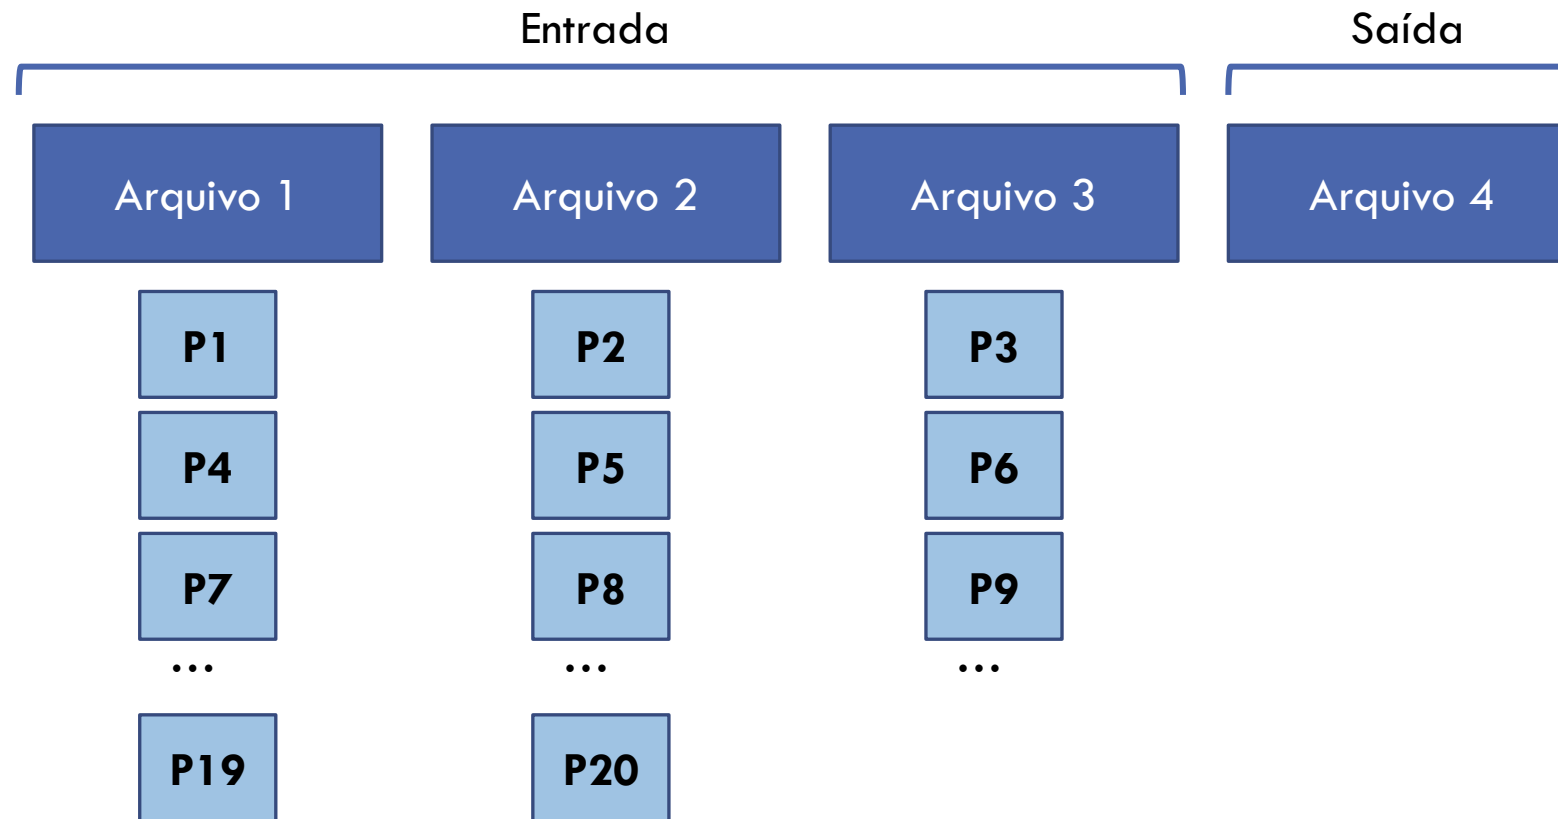 Entrada Saída
Arquivo 1 Arquivo 2 Arquivo 3 Arquivo 4
P1 P2 P3
P4 P5 P6
P7 P8 P9
... ... ...
P19 P20